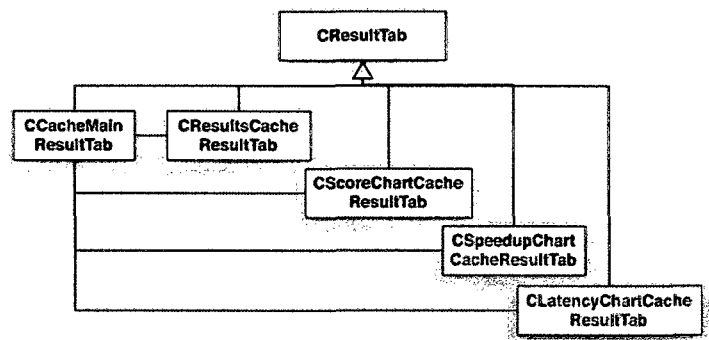 CResultTab
CCacheMain
ResultTab
CResultsCache
ResultTab
CScoreChartCache
ResultTab
CSpeedupChart
CacheResultTab
CLatencyChartCache
ResultTab